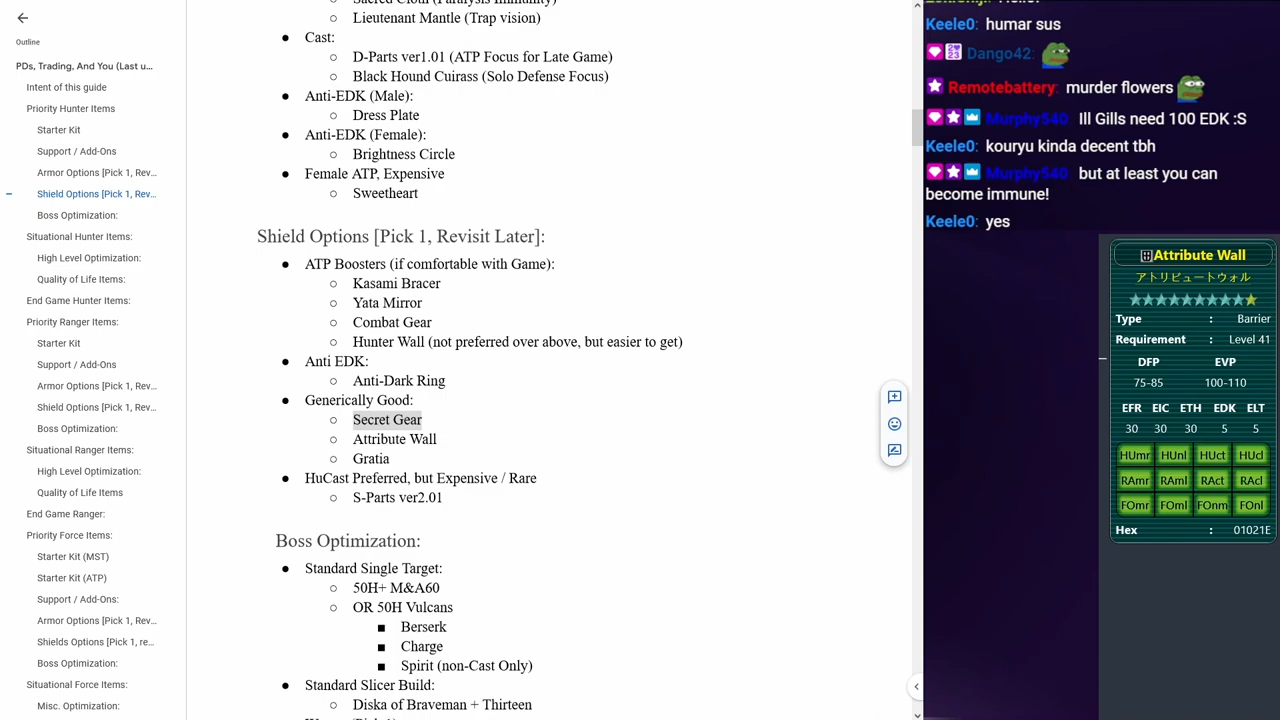 Outline
PDs, Trading, And You (Last u...
Intent of this guide
Priority Hunter Items
Starter Kit
Support / Add-Ons
Armor Options [Pick 1, Rev...
Shield Options [Pick 1, Rev...
Boss Optimization:
Situational Hunter Items:
High Level Optimization:
Quality of Life Items:
End Game Hunter Items:
Priority Ranger Items:
Starter Kit
Support / Add-Ons
Armor Options [Pick 1, Rev...
Shield Options [Pick 1, Rev...
Boss Optimization:
Situational Ranger Items:
High Level Optimization:
Quality of Life Items
End Game Ranger:
Priority Force Items:
Starter Kit (MST)
Starter Kit (ATP)
Support / Add-Ons:
Armor Options [Pick 1, Rev...
Shields Options [Pick 1, re...
Boss Optimization:
Situational Force Items:
Misc. Optimization:
Sacred Cloth (Paralysis Immunity)
Lieutenant Mantle (Trap vision)
Cast:
D-Parts ver1.01 (ATP Focus for Late Game)
Black Hound Cuirass (Solo Defense Focus)
Anti-EDK (Male):
Dress Plate
Anti-EDK (Female):
Brightness Circle
Female ATP, Expensive
Sweetheart
Shield Options [Pick 1, Revisit Later]:
ATP Boosters (if comfortable with Game):
Kasami Bracer
Yata Mirror
Combat Gear
Hunter Wall (not preferred over above, but easier to get)
Anti EDK:
Anti-Dark Ring
Generically Good:
Secret Gear
Attribute Wall
Gratia
HuCast Preferred, but Expensive / Rare
S-Parts ver2.01
Boss Optimization:
Standard Single Target:
50H+ M&A60
OR 50H Vulcans
Berserk
Charge
Spirit (non-Cast Only)
Standard Slicer Build:
Diska of Braveman + Thirteen
Keele0: humar sus
Dango42:
Remotebattery: murder flowers
Murphy540: Ill Gills need 100 EDK :S
Keele0: kouryu kinda decent tbh
Murphy540: but at least you can
become immune!
Keele0: yes
Attribute Wall
アトリビュートウォル
Type : Barrier
Requirement : Level 41
DFP EVP
75-85 100-110
EFR EIC ETH EDK ELT
30 30 30 5 5
HUmr HUnl HUct HUcl
RAmr RAml RAct RAcl
FOmr FOml FOnm FOnl
Hex : 01021E